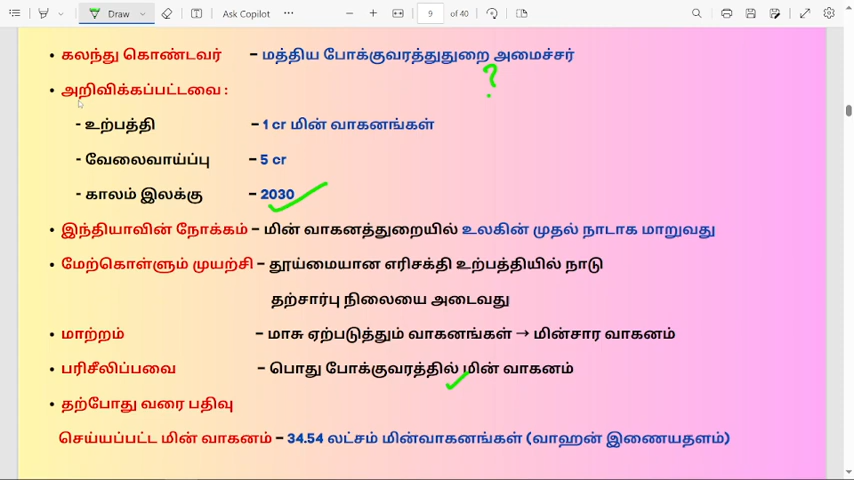 Draw
Ask Copilot
9 of 40
• கலந்து கொண்டவர் – மத்திய போக்குவரத்துதுறை அமைச்சர்
?
• அறிவிக்கப்பட்டவை :
- உற்பத்தி – 1 cr மின் வாகனங்கள்
- வேலைவாய்ப்பு – 5 cr
- காலம் இலக்கு – 2030
• இந்தியாவின் நோக்கம் – மின் வாகனத்துறையில் உலகின் முதல் நாடாக மாறுவது
• மேற்கொள்ளும் முயற்சி – தூய்மையான எரிசக்தி உற்பத்தியில் நாடு
தற்சார்பு நிலையை அடைவது
• மாற்றம் – மாசு ஏற்படுத்தும் வாகனங்கள் → மின்சார வாகனம்
• பரிசீலிப்பவை – பொது போக்குவரத்தில் மின் வாகனம்
• தற்போது வரை பதிவு
செய்யப்பட்ட மின் வாகனம் – 34.54 லட்சம் மின்வாகனங்கள் (வாஹன் இணையதளம்)